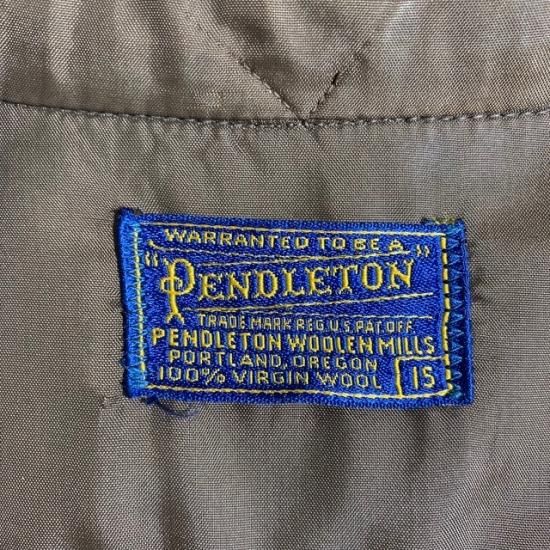 WARRANTED TO BE A
"PENDLETON"
TRADE MARK REG. U.S. PAT. OFF.
PENDLETON WOOLEN MILLS
PORTLAND, OREGON
100% VIRGIN WOOL 15